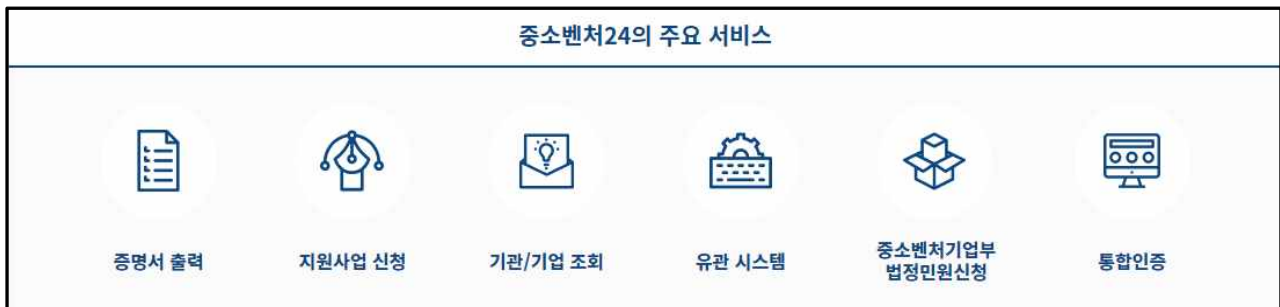 중소벤처24의 주요 서비스
증명서 출력
지원사업 신청
기관/기업 조회
유관 시스템
중소벤처기업부
법정민원신청
통합인증